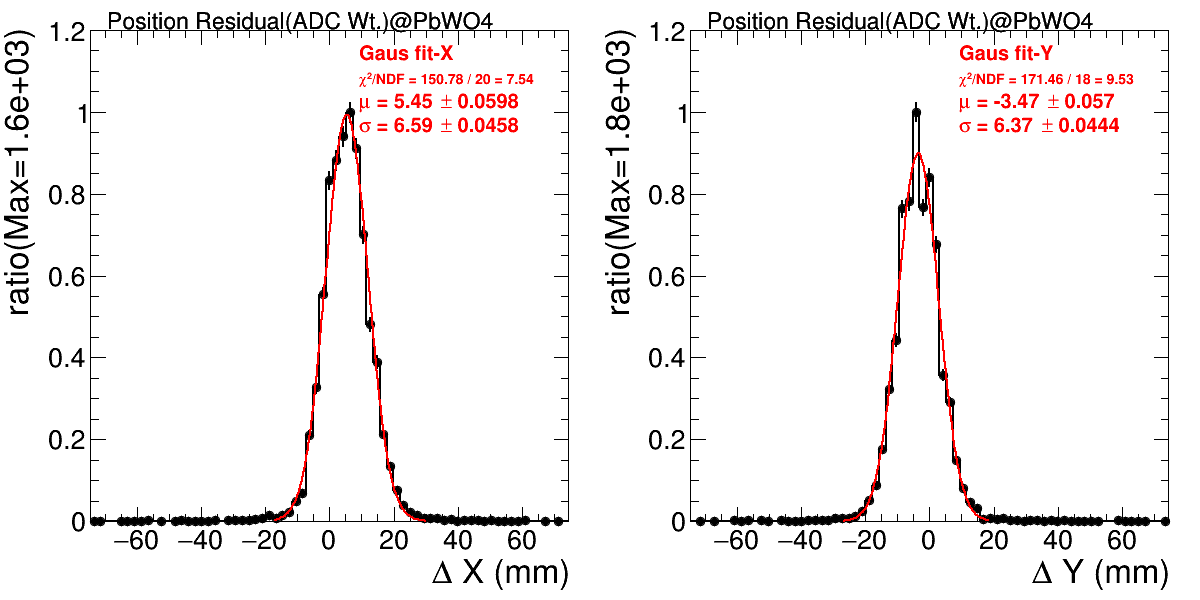 Position Residual(ADC Wt.)@PbWO4
ratio(Max=1.6e+03)
Gaus fit-X
χ²/NDF = 150.78 / 20 = 7.54
μ = 5.45 ± 0.0598
σ = 6.59 ± 0.0458
1.2
1
0.8
0.6
0.4
0.2
0
−60 −40 −20 0 20 40 60
Δ X (mm)
Position Residual(ADC Wt.)@PbWO4
ratio(Max=1.8e+03)
Gaus fit-Y
χ²/NDF = 171.46 / 18 = 9.53
μ = -3.47 ± 0.057
σ = 6.37 ± 0.0444
1.2
1
0.8
0.6
0.4
0.2
0
−60 −40 −20 0 20 40 60
Δ Y (mm)